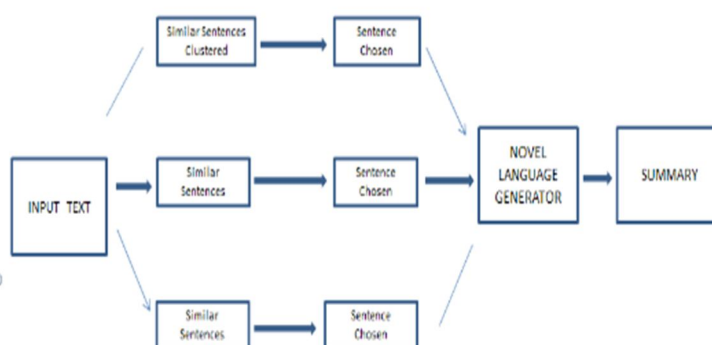 Similar Sentences
Clustered
Sentence
Chosen
INPUT TEXT
Similar
Sentences
Sentence
Chosen
NOVEL
LANGUAGE
GENERATOR
SUMMARY
Similar
Sentences
Sentence
Chosen